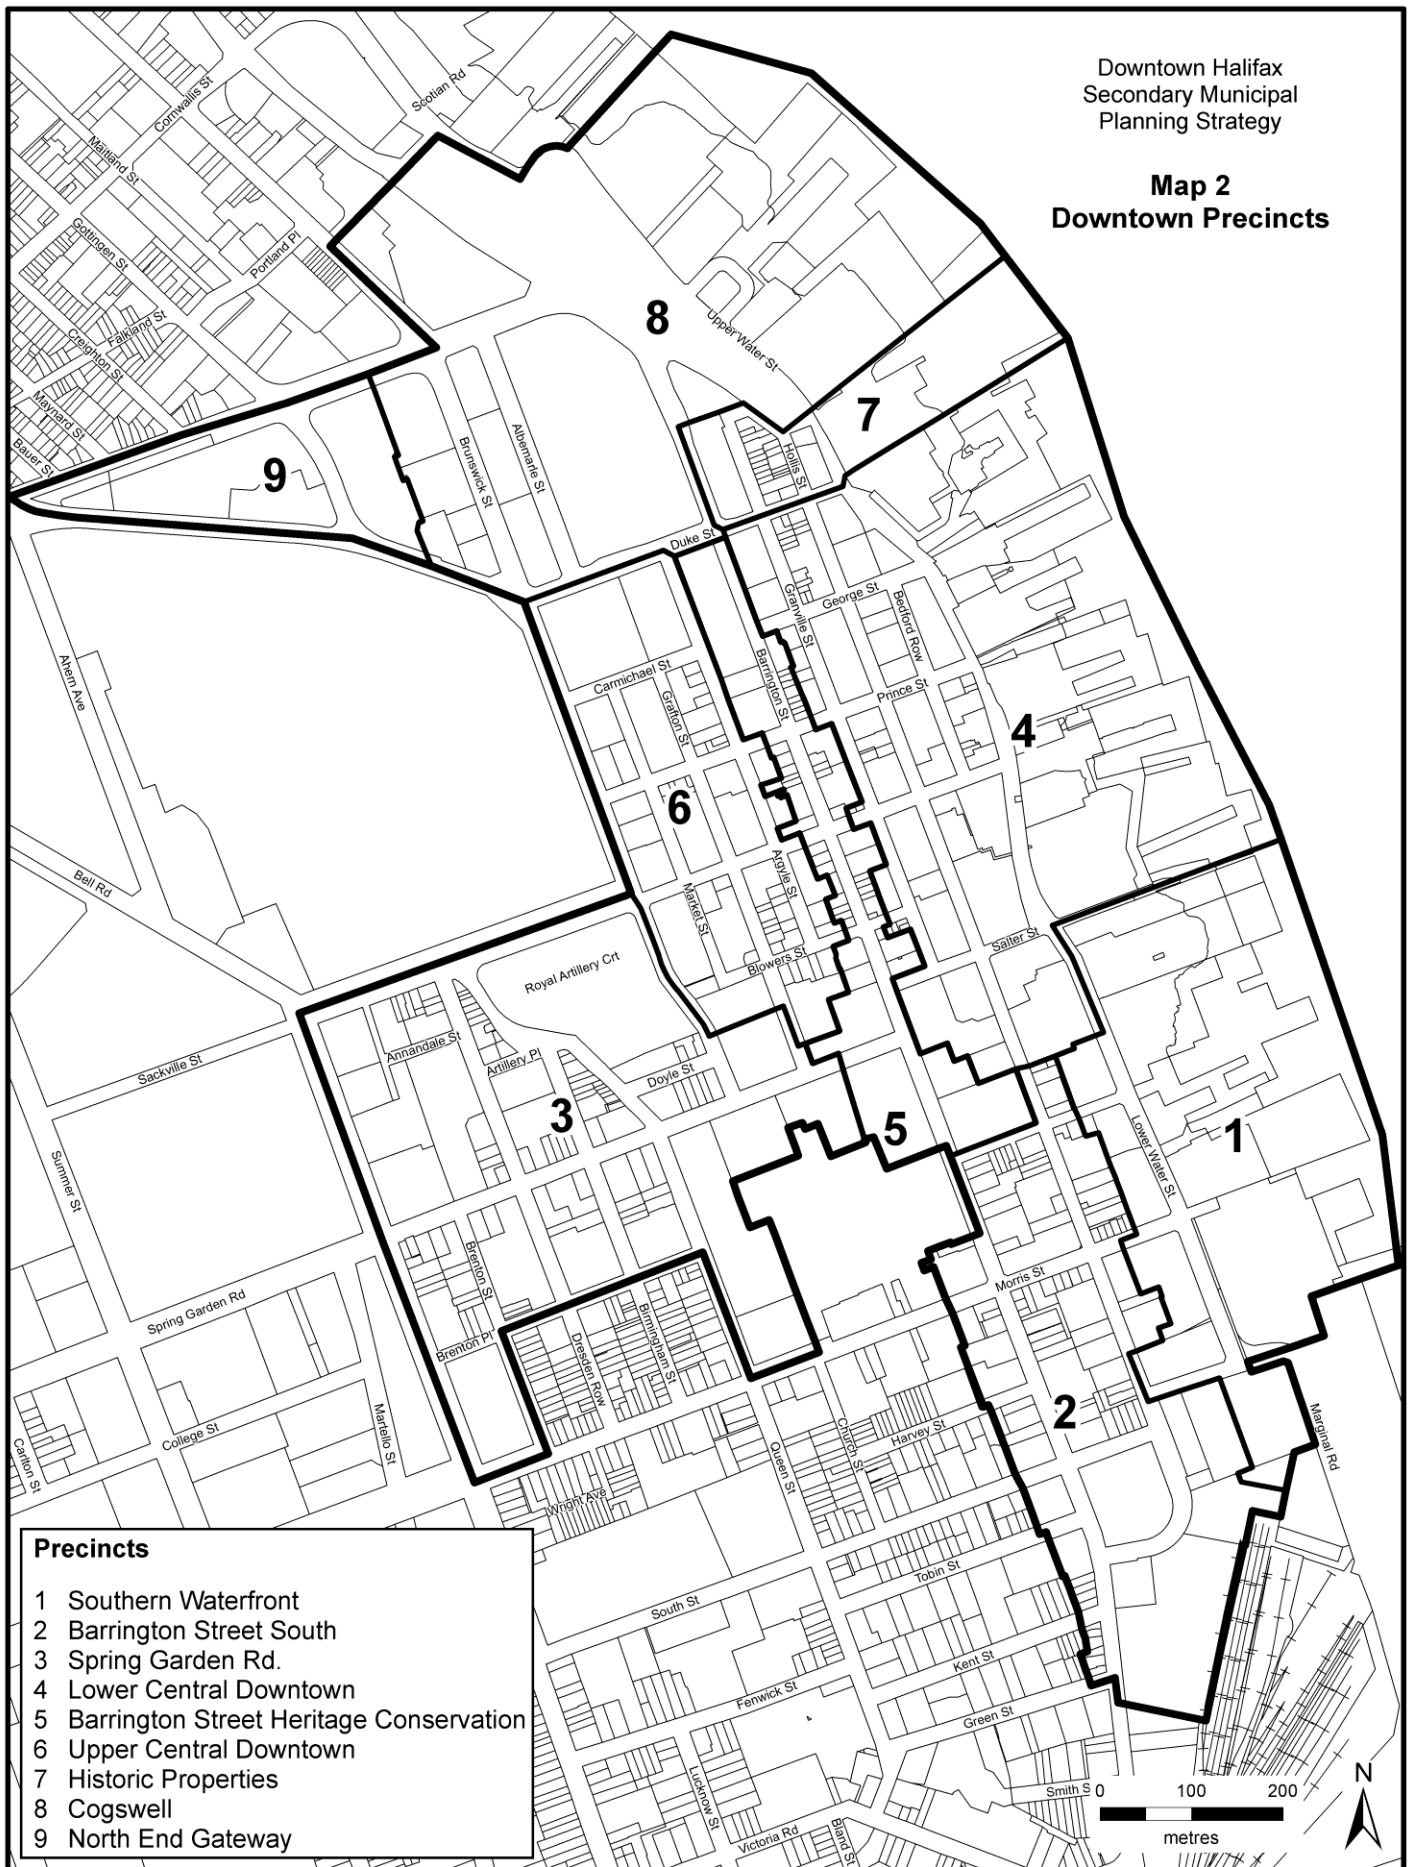 Downtown Halifax
Secondary Municipal
Planning Strategy
Map 2
Downtown Precincts
Scotian Rd
Cornwallis St
Maitland St
Gottingen St
Portland Pl
Falkland St
Creighton St
Maynard St
Bauer St
8
Upper Water St
7
9
Brunswick St
Albemarle St
Hollis St
Duke St
Granville St
George St
Bedford Row
Ahern Ave
Carmichael St
Grafton St
Barrington St
Prince St
4
6
Bell Rd
Market St
Argyle St
Blowers St
Salter St
Royal Artillery Crt
Annandale St
Artillery Pl
Doyle St
Sackville St
3
5
1
Lower Water St
Summer St
Brenton St
Morris St
Spring Garden Rd
Brenton Pl
Birmingham St
Dresden Row
2
College St
Martello St
Carlton St
Church St
Harvey St
Queen St
Marginal Rd
Wright Ave
Tobin St
South St
Kent St
Fenwick St
Green St
Lucknow St
Smith S
Victoria Rd
Bland St
Precincts
1 Southern Waterfront
2 Barrington Street South
3 Spring Garden Rd.
4 Lower Central Downtown
5 Barrington Street Heritage Conservation
6 Upper Central Downtown
7 Historic Properties
8 Cogswell
9 North End Gateway
0 100 200
metres
N